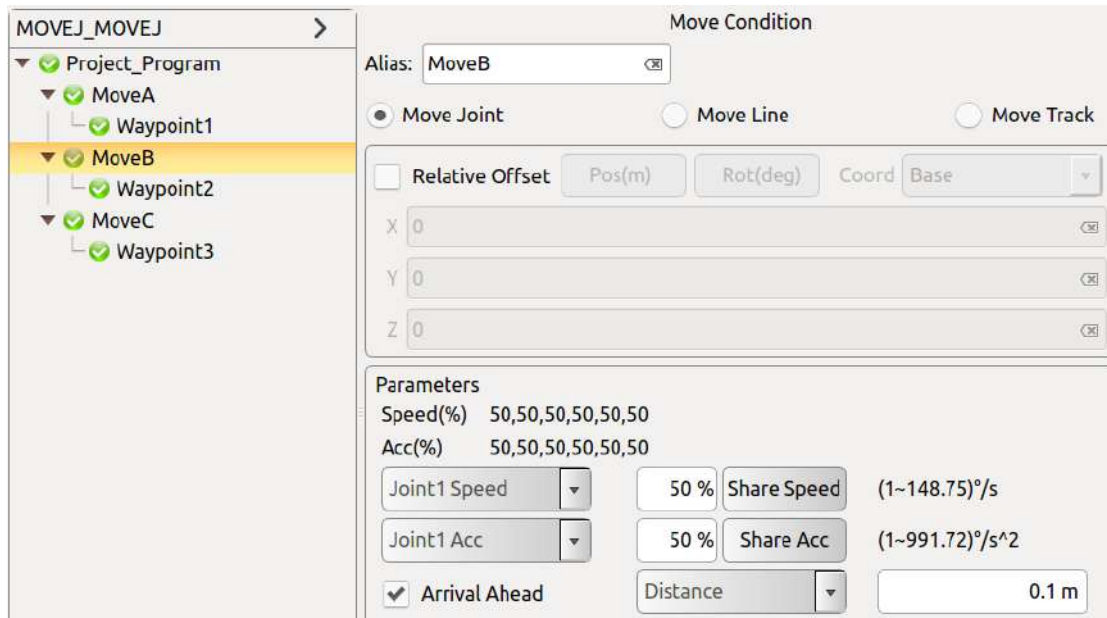 MOVEJ_MOVEJ
Project_Program
MoveA
Waypoint1
MoveB
Waypoint2
MoveC
Waypoint3
Move Condition
Alias: MoveB
Move Joint Move Line Move Track
Relative Offset Pos(m) Rot(deg) Coord Base
X 0
Y 0
Z 0
Parameters
Speed(%) 50,50,50,50,50,50
Acc(%) 50,50,50,50,50,50
Joint1 Speed 50 % Share Speed (1~148.75)°/s
Joint1 Acc 50 % Share Acc (1~991.72)°/s^2
Arrival Ahead Distance 0.1 m